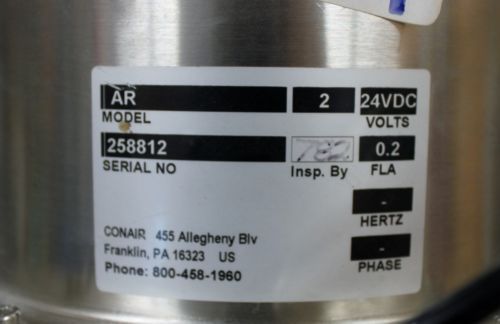 AR 2 24VDC
MODEL VOLTS
258812 0.2
SERIAL NO Insp. By FLA
-
HERTZ
CONAIR 455 Allegheny Blv
Franklin, PA 16323 US
-
Phone: 800-458-1960 PHASE